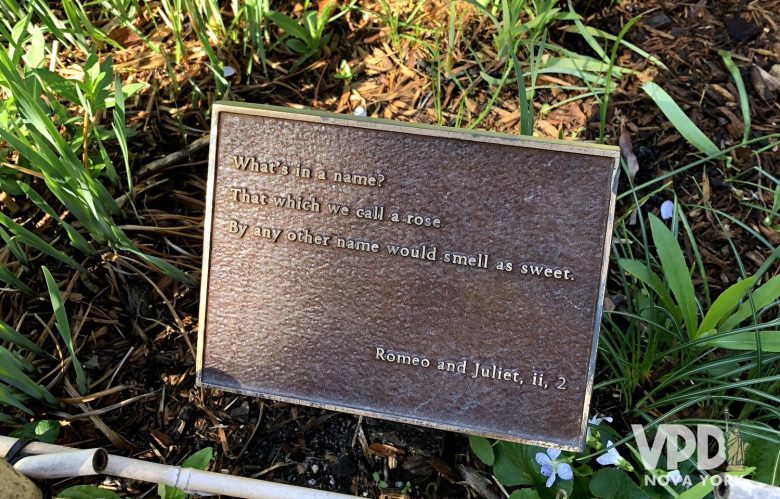 What's in a name?
That which we call a rose
By any other name would smell as sweet.
Romeo and Juliet, ii, 2
VPD
NOVA YORK